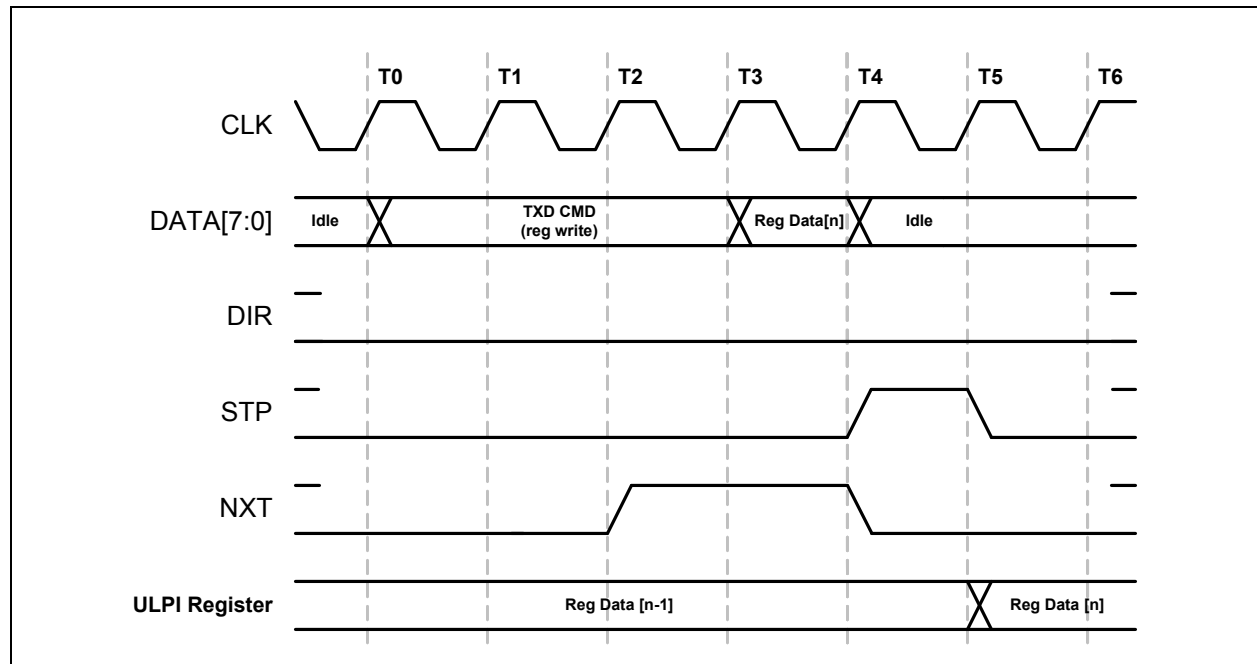 T0 T1 T2 T3 T4 T5 T6
CLK
DATA[7:0] Idle TXD CMD Reg Data[n] Idle
(reg write)
DIR
STP
NXT
ULPI Register Reg Data [n-1] Reg Data [n]